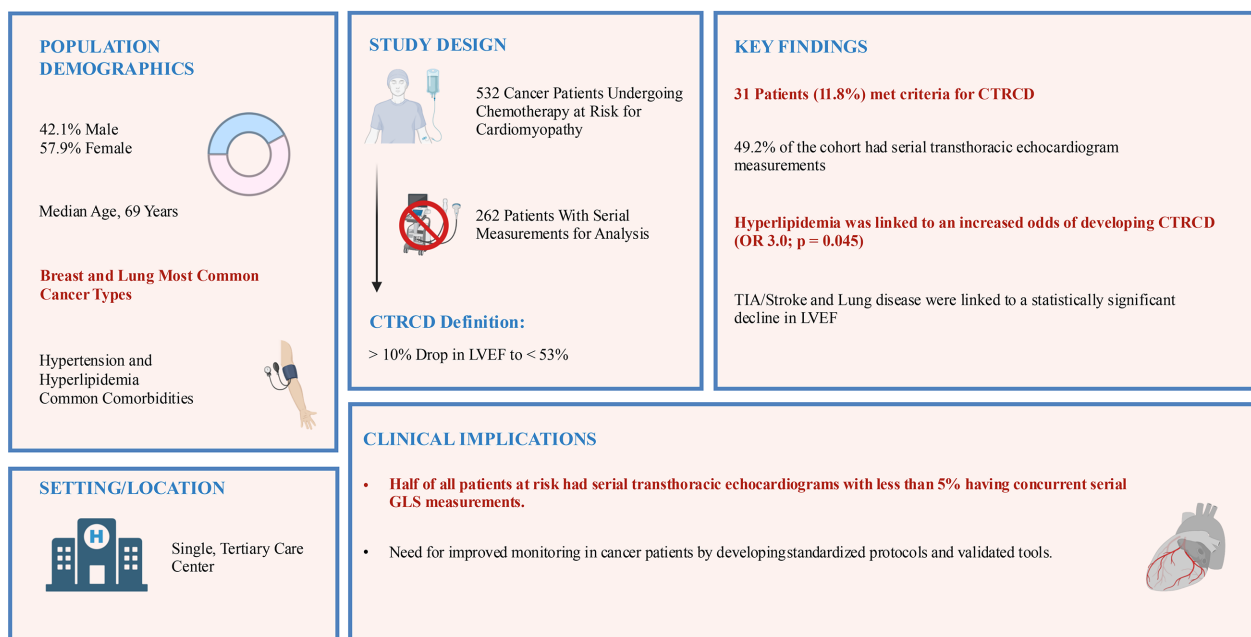 POPULATION
DEMOGRAPHICS
42.1% Male
57.9% Female
Median Age, 69 Years
Breast and Lung Most Common
Cancer Types
Hypertension and
Hyperlipidemia
Common Comorbidities
SETTING/LOCATION
H
Single, Tertiary Care
Center
STUDY DESIGN
532 Cancer Patients Undergoing
Chemotherapy at Risk for
Cardiomyopathy
262 Patients With Serial
Measurements for Analysis
CTRCD Definition:
> 10% Drop in LVEF to < 53%
KEY FINDINGS
31 Patients (11.8%) met criteria for CTRCD
49.2% of the cohort had serial transthoracic echocardiogram
measurements
Hyperlipidemia was linked to an increased odds of developing CTRCD
(OR 3.0; p = 0.045)
TIA/Stroke and Lung disease were linked to a statistically significant
decline in LVEF
CLINICAL IMPLICATIONS
• Half of all patients at risk had serial transthoracic echocardiograms with less than 5% having concurrent serial
GLS measurements.
• Need for improved monitoring in cancer patients by developing standardized protocols and validated tools.